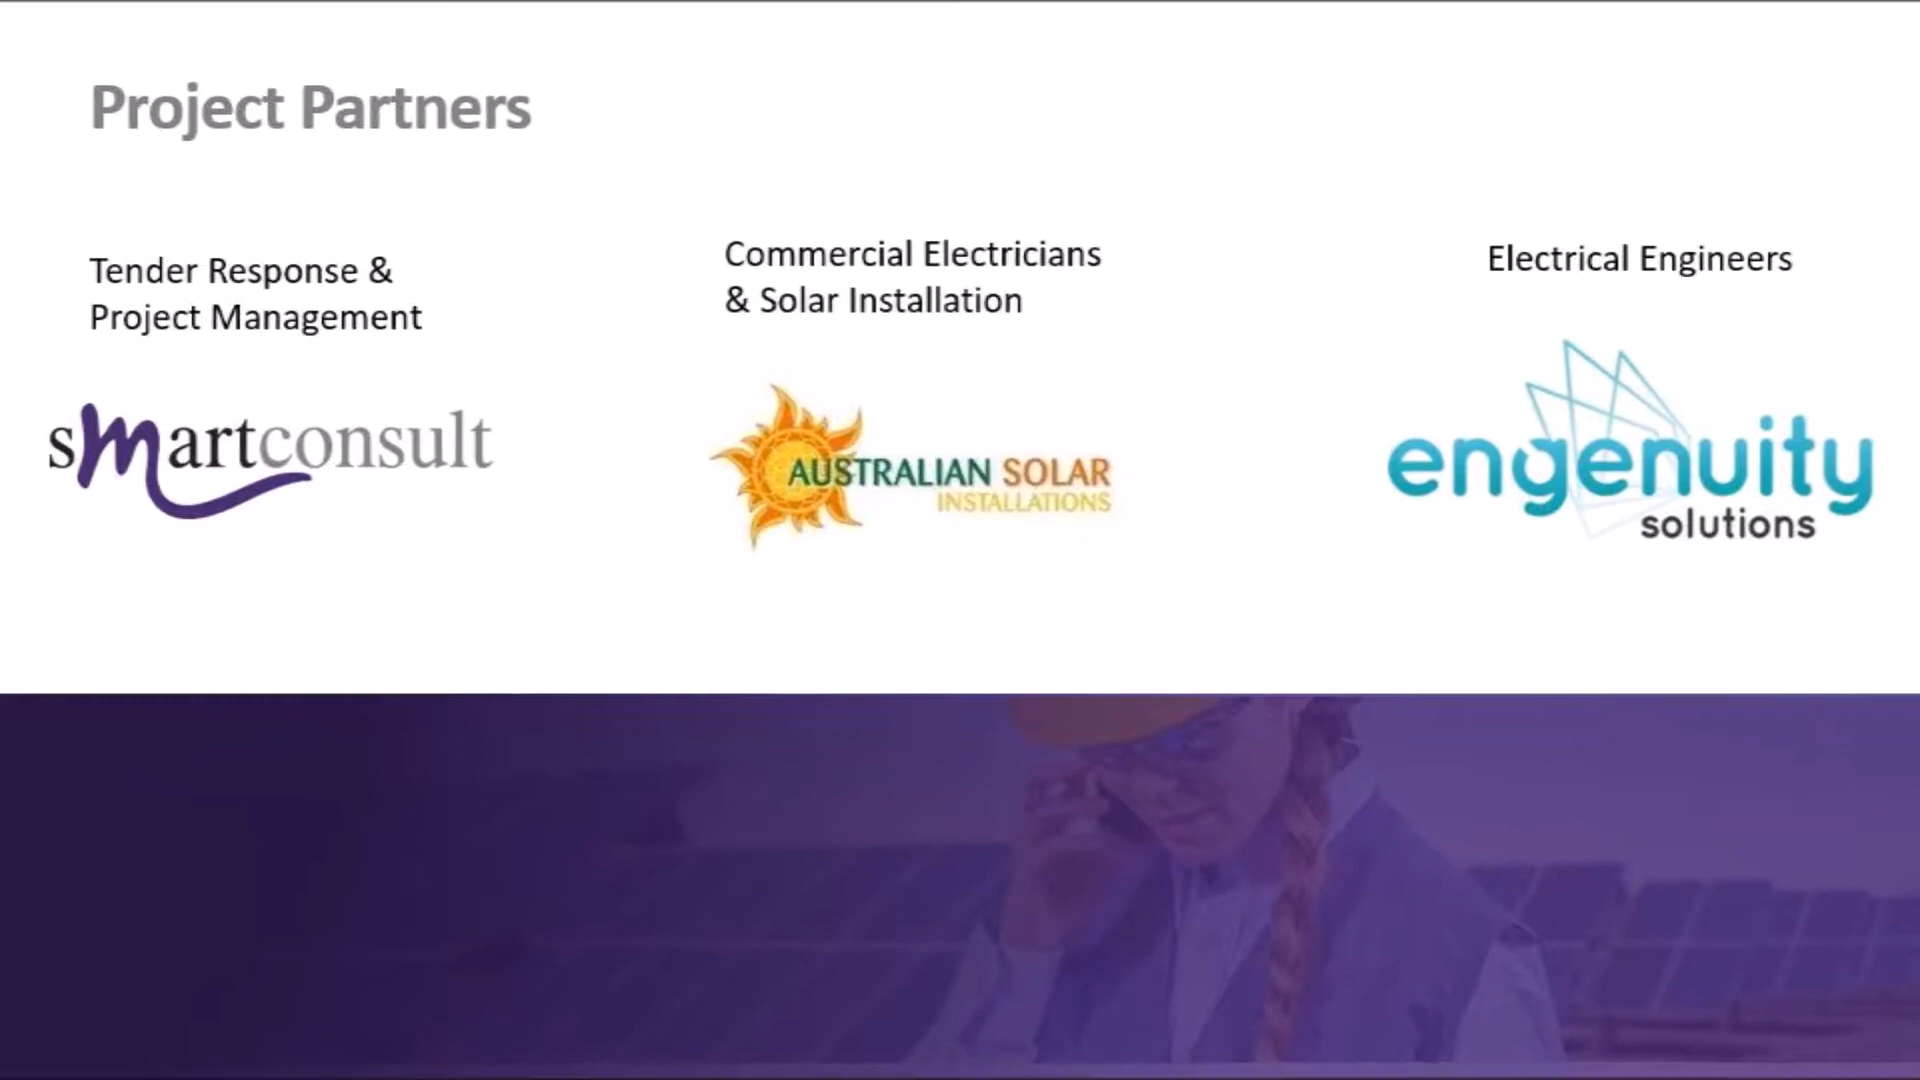 Project Partners
Tender Response &
Project Management
smartconsult
Commercial Electricians
& Solar Installation
AUSTRALIAN SOLAR
INSTALLATIONS
Electrical Engineers
engenuity
solutions